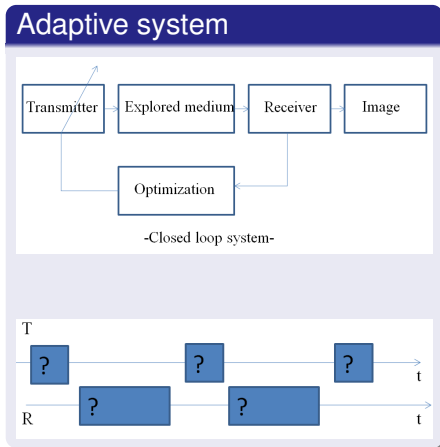 Adaptive system
Transmitter Explored medium Receiver Image
Optimization
-Closed loop system-
T
? ? ?
t
? ?
R t